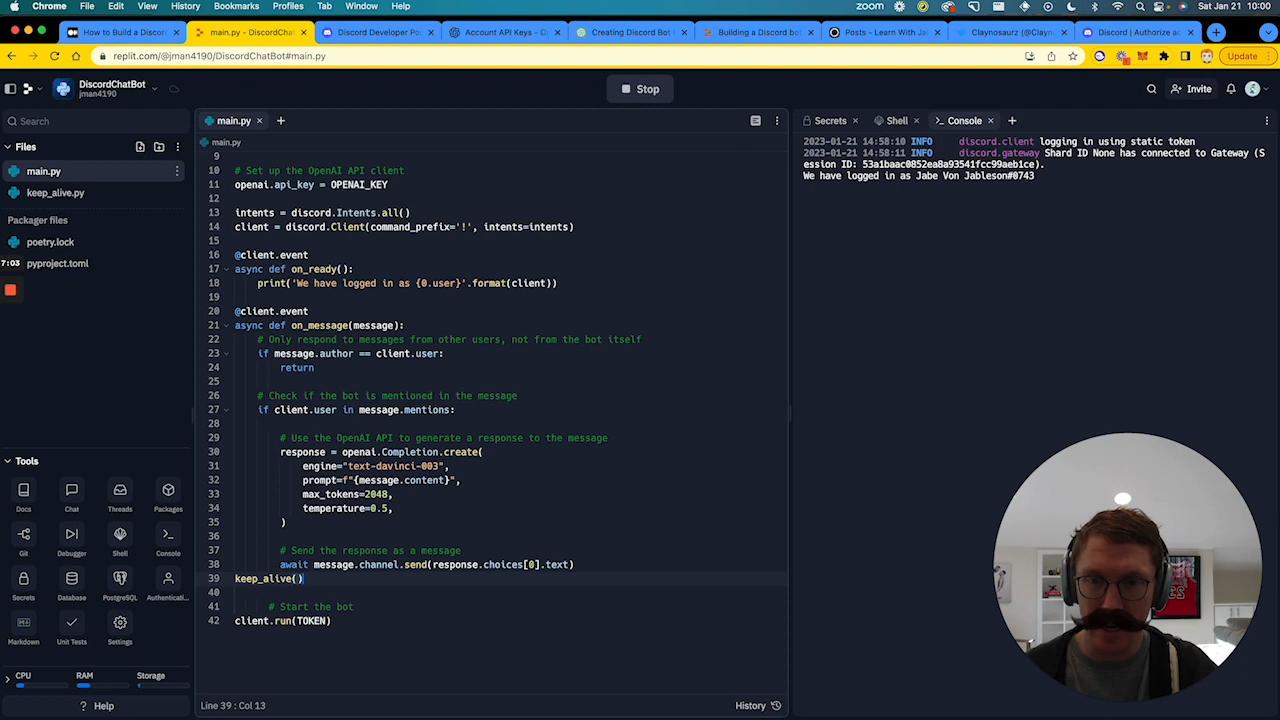 Chrome File Edit View History Bookmarks Profiles Tab Window Help zoom Sat Jan 21 10:00
How to Build a Discord
main.py - DiscordChat
Discord Developer Po
Account API Keys - O
Creating Discord Bot
Building a Discord bot
Posts - Learn With Ja
Claynosaurz (@Clayn
Discord | Authorize ac
replit.com/@jman4190/DiscordChatBot#main.py
Update
DiscordChatBot
jman4190
Stop
Invite
Search
Files
main.py
keep_alive.py
Packager files
poetry.lock
7:03
pyproject.toml
Tools
Docs Chat Threads Packages
Git Debugger Shell Console
Secrets Database PostgreSQL Authenticati...
Markdown Unit Tests Settings
CPU RAM Storage
? Help
main.py
main.py
9
10 # Set up the OpenAI API client
11 openai.api_key = OPENAI_KEY
12
13 intents = discord.Intents.all()
14 client = discord.Client(command_prefix='!', intents=intents)
15
16 @client.event
17 async def on_ready():
18 print('We have logged in as {0.user}'.format(client))
19
20 @client.event
21 async def on_message(message):
22 # Only respond to messages from other users, not from the bot itself
23 if message.author == client.user:
24 return
25
26 # Check if the bot is mentioned in the message
27 if client.user in message.mentions:
28
29 # Use the OpenAI API to generate a response to the message
30 response = openai.Completion.create(
31 engine="text-davinci-003",
32 prompt=f"{message.content}",
33 max_tokens=2048,
34 temperature=0.5,
35 )
36
37 # Send the response as a message
38 await message.channel.send(response.choices[0].text)
39 keep_alive()
40
41 # Start the bot
42 client.run(TOKEN)
Line 39 : Col 13
History
Secrets Shell Console
2023-01-21 14:58:10 INFO discord.client logging in using static token
2023-01-21 14:58:11 INFO discord.gateway Shard ID None has connected to Gateway (S
ession ID: 53a1baac0852ea8a93541fcc99aeb1ce).
We have logged in as Jabe Von Jableson#0743